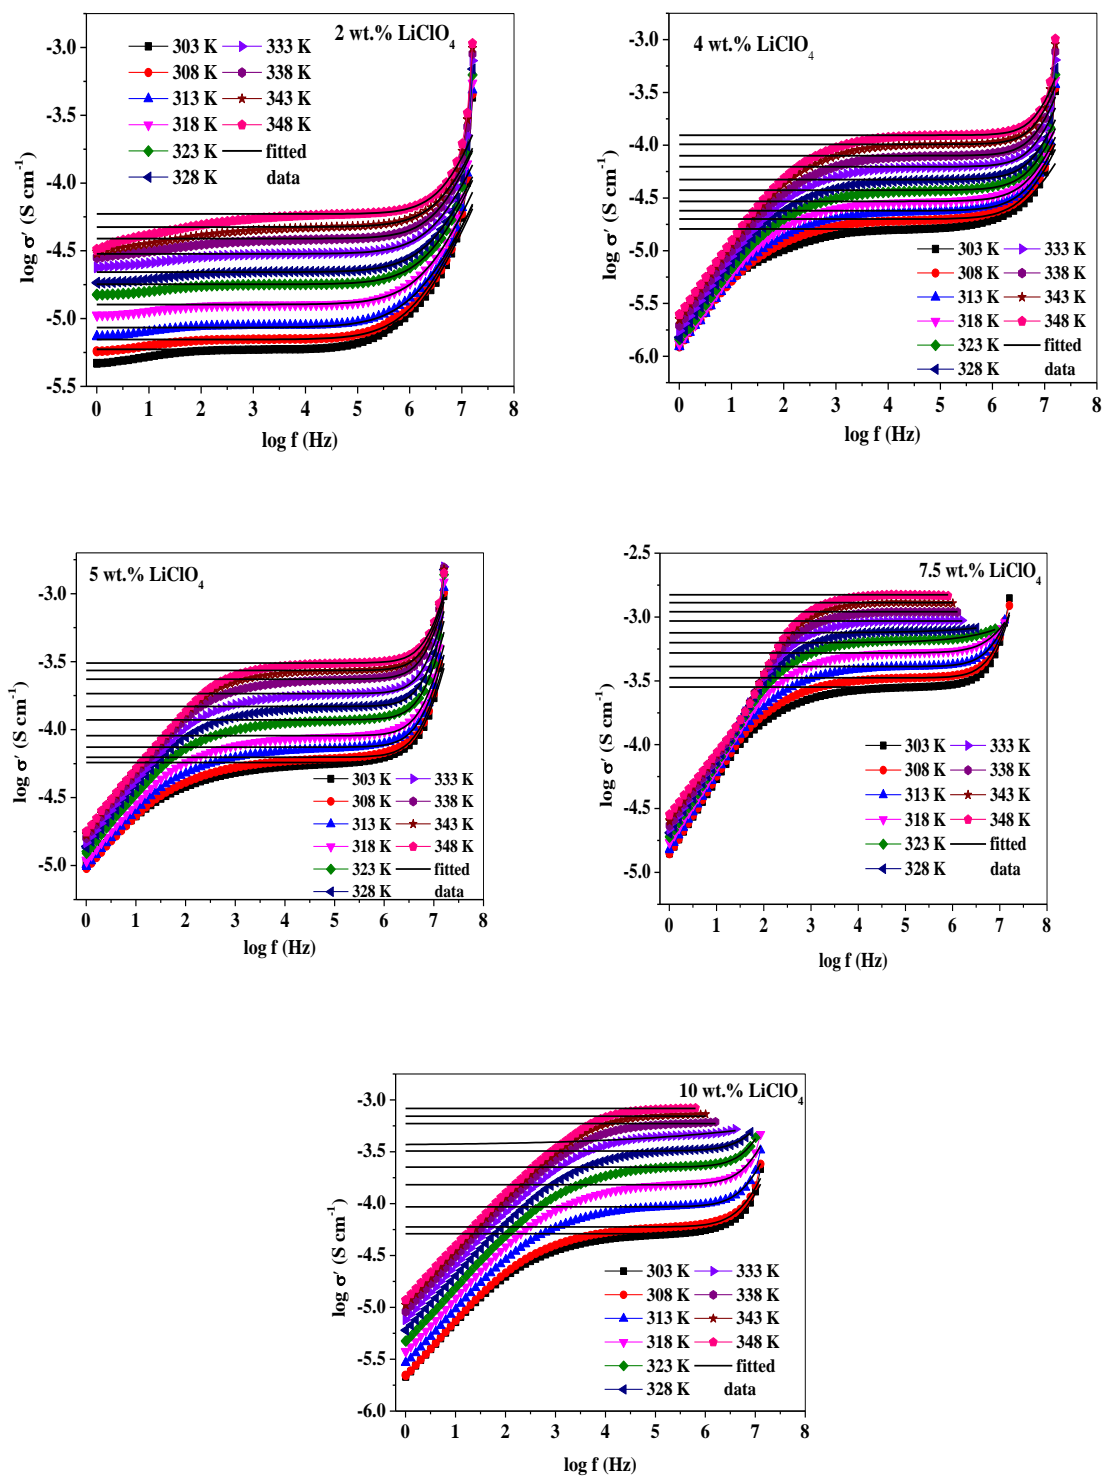 2 wt.% LiClO4
303 K 333 K
308 K 338 K
313 K 343 K
318 K 348 K
323 K fitted
328 K data
-3.0
-3.5
-4.0
-4.5
-5.0
-5.5
0 1 2 3 4 5 6 7 8
log σ′ (S cm-1)
log f (Hz)
4 wt.% LiClO4
303 K 333 K
308 K 338 K
313 K 343 K
318 K 348 K
323 K fitted
328 K data
-3.0
-3.5
-4.0
-4.5
-5.0
-5.5
-6.0
0 1 2 3 4 5 6 7 8
log σ′ (S cm-1)
log f (Hz)
5 wt.% LiClO4
303 K 333 K
308 K 338 K
313 K 343 K
318 K 348 K
323 K fitted
328 K data
-3.0
-3.5
-4.0
-4.5
-5.0
0 1 2 3 4 5 6 7 8
log σ′ (S cm-1)
log f (Hz)
7.5 wt.% LiClO4
303 K 333 K
308 K 338 K
313 K 343 K
318 K 348 K
323 K fitted
328 K data
-2.5
-3.0
-3.5
-4.0
-4.5
-5.0
0 1 2 3 4 5 6 7 8
log σ′ (S cm-1)
log f (Hz)
10 wt.% LiClO4
303 K 333 K
308 K 338 K
313 K 343 K
318 K 348 K
323 K fitted
328 K data
-3.0
-3.5
-4.0
-4.5
-5.0
-5.5
-6.0
0 1 2 3 4 5 6 7 8
log σ′ (S cm-1)
log f (Hz)